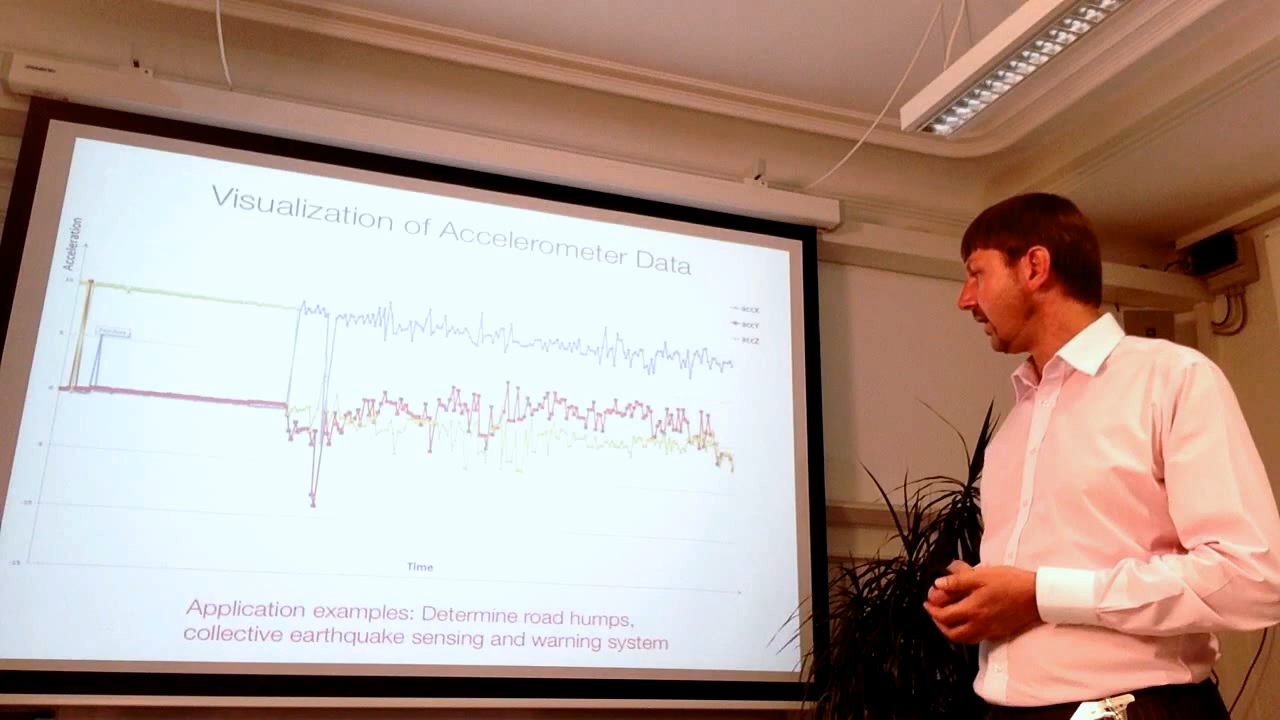 Visualization of Accelerometer Data
Acceleration
accX
accY
accZ
Time
Application examples: Determine road humps,
collective earthquake sensing and warning system